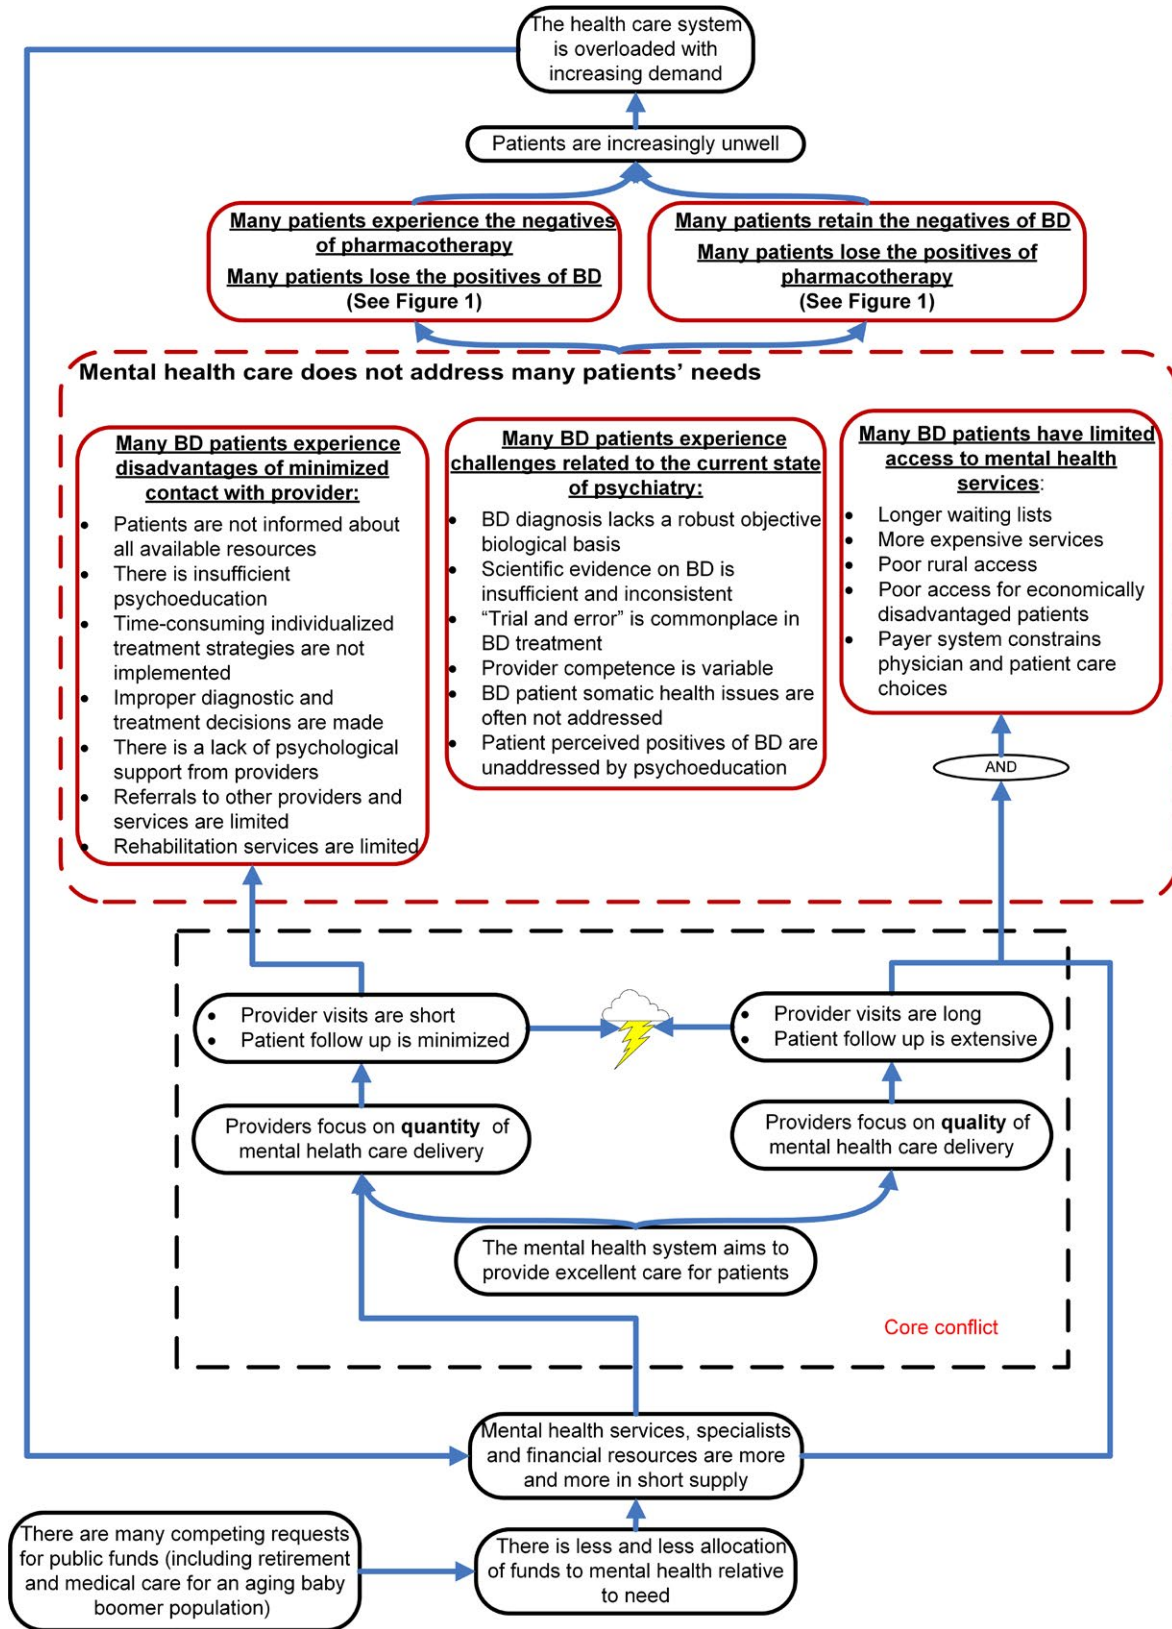 The health care system
is overloaded with
increasing demand
Patients are increasingly unwell
Many patients experience the negatives
of pharmacotherapy
Many patients lose the positives of BD
(See Figure 1)
Many patients retain the negatives of BD
Many patients lose the positives of
pharmacotherapy
(See Figure 1)
Mental health care does not address many patients' needs
Many BD patients experience
disadvantages of minimized
contact with provider:
• Patients are not informed about
all available resources
• There is insufficient
psychoeducation
• Time-consuming individualized
treatment strategies are not
implemented
• Improper diagnostic and
treatment decisions are made
• There is a lack of psychological
support from providers
• Referrals to other providers and
services are limited
• Rehabilitation services are limited
Many BD patients experience
challenges related to the current state
of psychiatry:
• BD diagnosis lacks a robust objective
biological basis
• Scientific evidence on BD is
insufficient and inconsistent
• “Trial and error” is commonplace in
BD treatment
• Provider competence is variable
• BD patient somatic health issues are
often not addressed
• Patient perceived positives of BD are
unaddressed by psychoeducation
Many BD patients have limited
access to mental health
services:
• Longer waiting lists
• More expensive services
• Poor rural access
• Poor access for economically
disadvantaged patients
• Payer system constrains
physician and patient care
choices
AND
• Provider visits are short
• Patient follow up is minimized
• Provider visits are long
• Patient follow up is extensive
Providers focus on quantity of
mental helath care delivery
Providers focus on quality of
mental health care delivery
The mental health system aims to
provide excellent care for patients
Core conflict
Mental health services, specialists
and financial resources are more
and more in short supply
There are many competing requests
for public funds (including retirement
and medical care for an aging baby
boomer population)
There is less and less allocation
of funds to mental health relative
to need